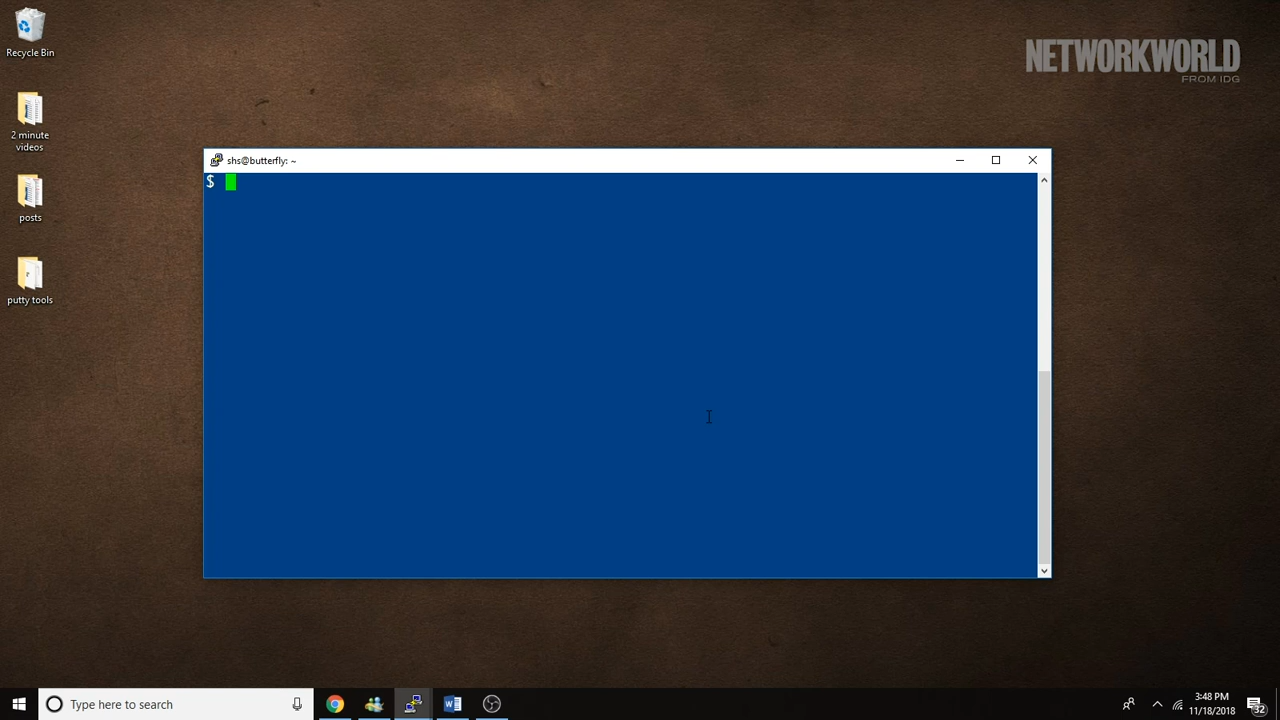 Recycle Bin
2 minute
videos
posts
putty tools
NETWORKWORLD
FROM IDG
shs@butterfly: ~
$
Type here to search
3:48 PM
11/18/2018
32